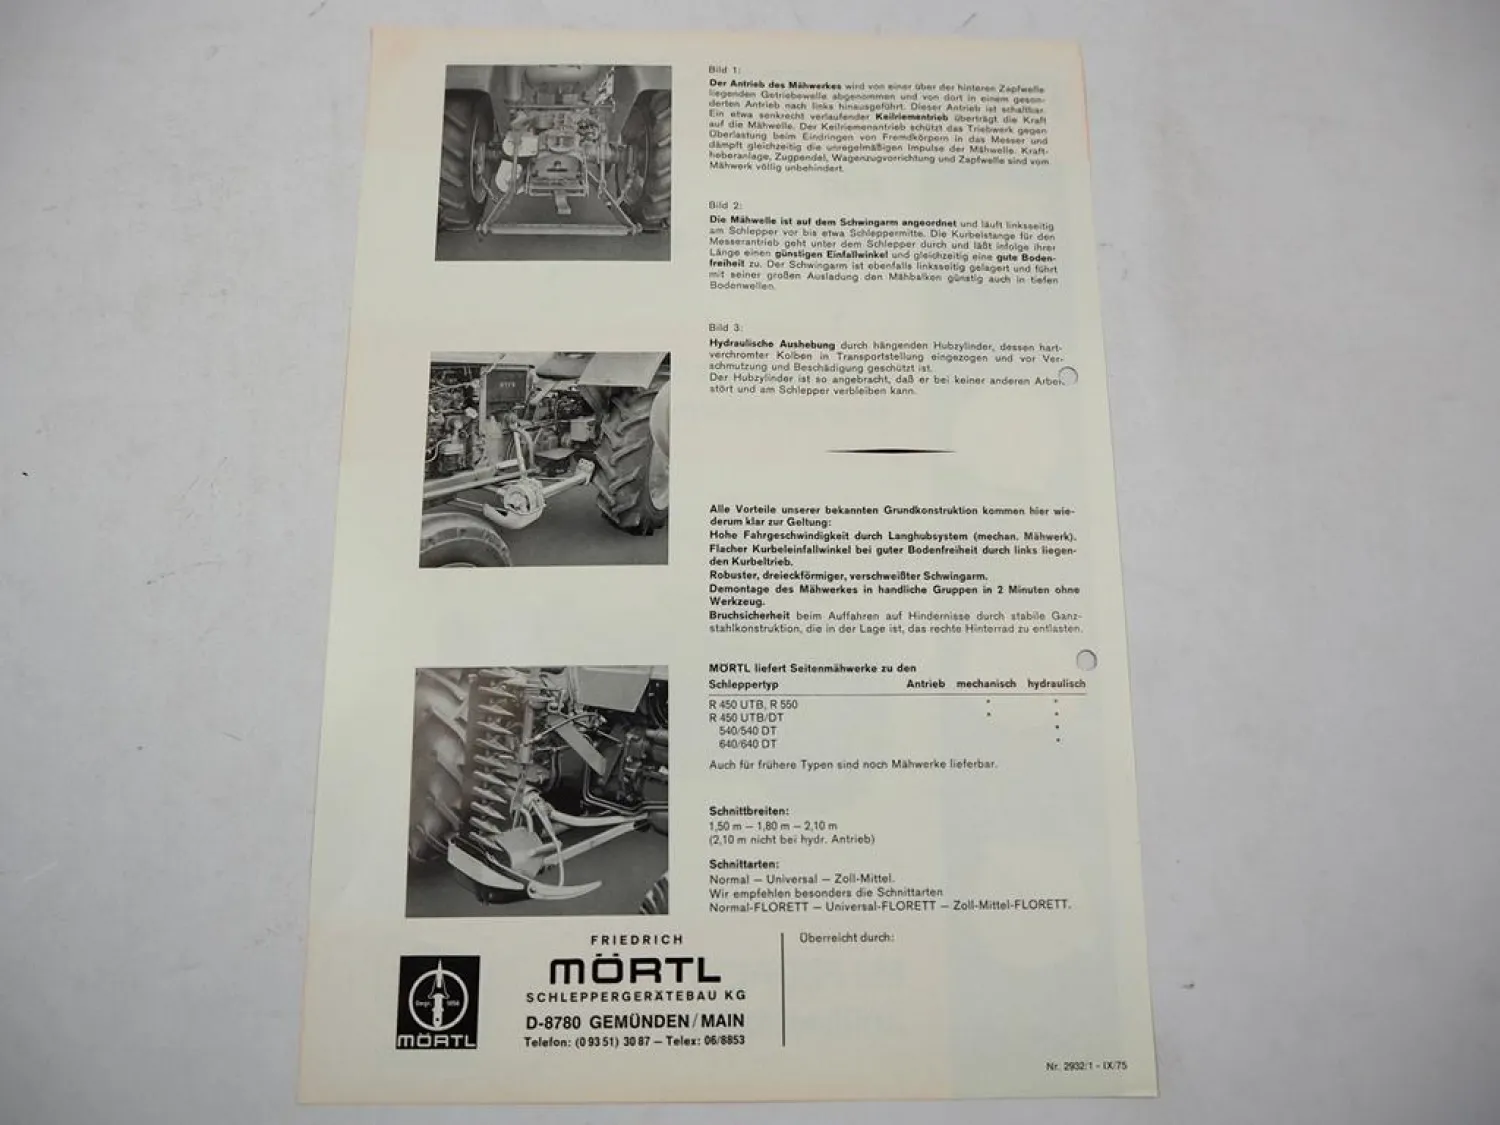 Bild 1:
Der Antrieb des Mähwerkes wird von einer über der hinteren Zapfwelle
liegenden Getriebewelle abgenommen und von dort in einem geson-
derten Antrieb nach links hinausgeführt. Dieser Antrieb ist schaltbar.
Ein etwa senkrecht verlaufender Keilriemenantrieb überträgt die Kraft
auf die Mähwelle. Der Keilriemenantrieb schützt das Triebwerk gegen
Überlastung beim Eindringen von Fremdkörpern in das Messer und
dämpft gleichzeitig die unregelmäßigen Impulse der Mähwelle. Kraft-
heberanlage, Zugpendel, Wagenzugvorrichtung und Zapfwelle sind vom
Mähwerk völlig unbehindert.
Bild 2:
Die Mähwelle ist auf dem Schwingarm angeordnet und läuft linksseitig
am Schlepper vor bis etwa Schleppermitte. Die Kurbelstange für den
Messerantrieb geht unter dem Schlepper durch und läßt infolge ihrer
Länge einen günstigen Einfallwinkel und gleichzeitig eine gute Boden-
freiheit zu. Der Schwingarm ist ebenfalls linksseitig gelagert und führt
mit seiner großen Ausladung den Mähbalken günstig auch in tiefen
Bodenwellen.
Bild 3:
Hydraulische Aushebung durch hängenden Hubzylinder, dessen hart-
verchromter Kolben in Transportstellung eingezogen und vor Ver-
schmutzung und Beschädigung geschützt ist.
Der Hubzylinder ist so angebracht, daß er bei keiner anderen Arbei
stört und am Schlepper verbleiben kann.
Alle Vorteile unserer bekannten Grundkonstruktion kommen hier wie-
derum klar zur Geltung:
Hohe Fahrgeschwindigkeit durch Langhubsystem (mechan. Mähwerk).
Flacher Kurbeleinfallwinkel bei guter Bodenfreiheit durch links liegen-
den Kurbeltrieb.
Robuster, dreieckförmiger, verschweißter Schwingarm.
Demontage des Mähwerkes in handliche Gruppen in 2 Minuten ohne
Werkzeug.
Bruchsicherheit beim Auffahren auf Hindernisse durch stabile Ganz-
stahlkonstruktion, die in der Lage ist, das rechte Hinterrad zu entlasten.
MÖRTL liefert Seitenmähwerke zu den
Schleppertyp Antrieb mechanisch hydraulisch
R 450 UTB, R 550 * *
R 450 UTB/DT * *
540/540 DT *
640/640 DT *
Auch für frühere Typen sind noch Mähwerke lieferbar.
Schnittbreiten:
1,50 m – 1,80 m – 2,10 m
(2,10 m nicht bei hydr. Antrieb)
Schnittarten:
Normal – Universal – Zoll-Mittel.
Wir empfehlen besonders die Schnittarten
Normal-FLORETT – Universal-FLORETT – Zoll-Mittel-FLORETT.
Gegr. 1858
MÖRTL
FRIEDRICH
MÖRTL
SCHLEPPERGERÄTEBAU KG
D-8780 GEMÜNDEN/MAIN
Telefon: (0 93 51) 30 87 – Telex: 06/8853
Überreicht durch:
Nr. 2932/1 - IX/75